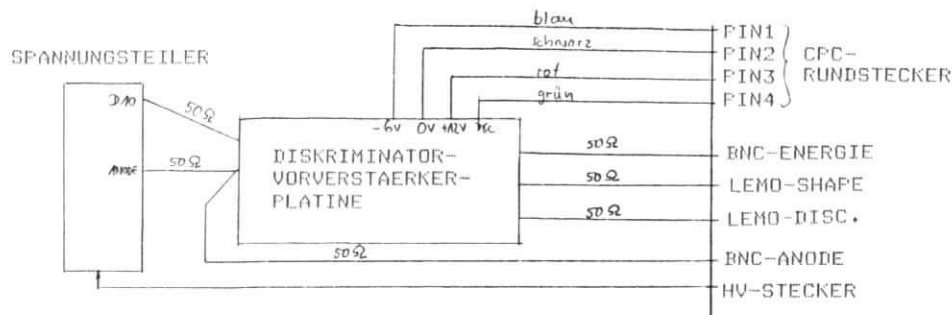 blau
PIN1
SPANNUNGSTEILER
schwarz
PIN2
CPC-
rot
PIN3
RUNDSTECKER
grün
PIN4
D10
50Ω
-6V 0V +12V
ANODE
50Ω
DISKRIMINATOR-
VORVERSTAERKER-
PLATINE
50Ω
BNC-ENERGIE
50Ω
LEMO-SHAPE
50Ω
LEMO-DISC.
50Ω
BNC-ANODE
HV-STECKER